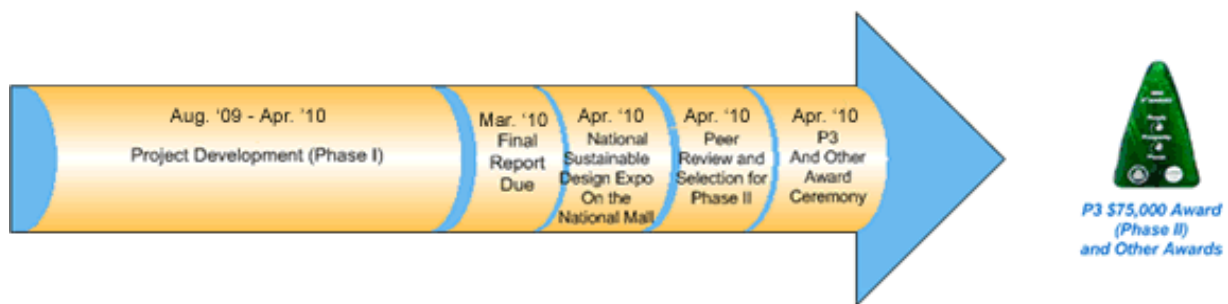 Aug. ‘09 - Apr. ‘10
Project Development (Phase I)
Mar. ‘10
Final
Report
Due
Apr. ‘10
National
Sustainable
Design Expo
On the
National Mall
Apr. ‘10
Peer
Review and
Selection for
Phase II
Apr. ‘10
P3
And Other
Award
Ceremony
P3 $75,000 Award
(Phase II)
and Other Awards